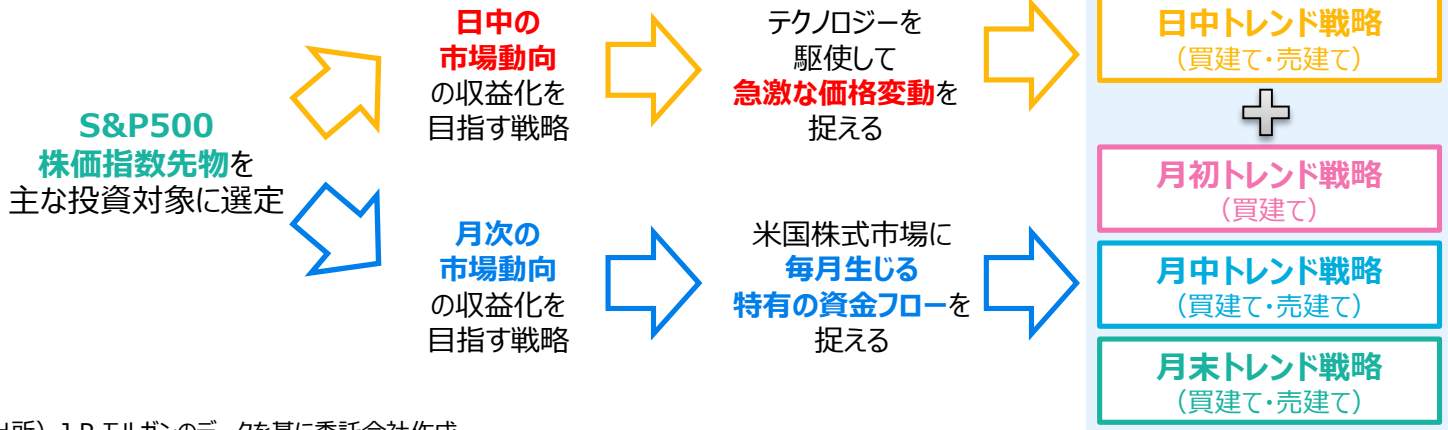 S&P500
株価指数先物を
主な投資対象に選定
日中の
市場動向
の収益化を
目指す戦略
テクノロジーを
駆使して
急激な価格変動を
捉える
日中トレンド戦略
（買建て・売建て）
月次の
市場動向
の収益化を
目指す戦略
米国株式市場に
毎月生じる
特有の資金フローを
捉える
月初トレンド戦略
（買建て）
月中トレンド戦略
（買建て・売建て）
月末トレンド戦略
（買建て・売建て）